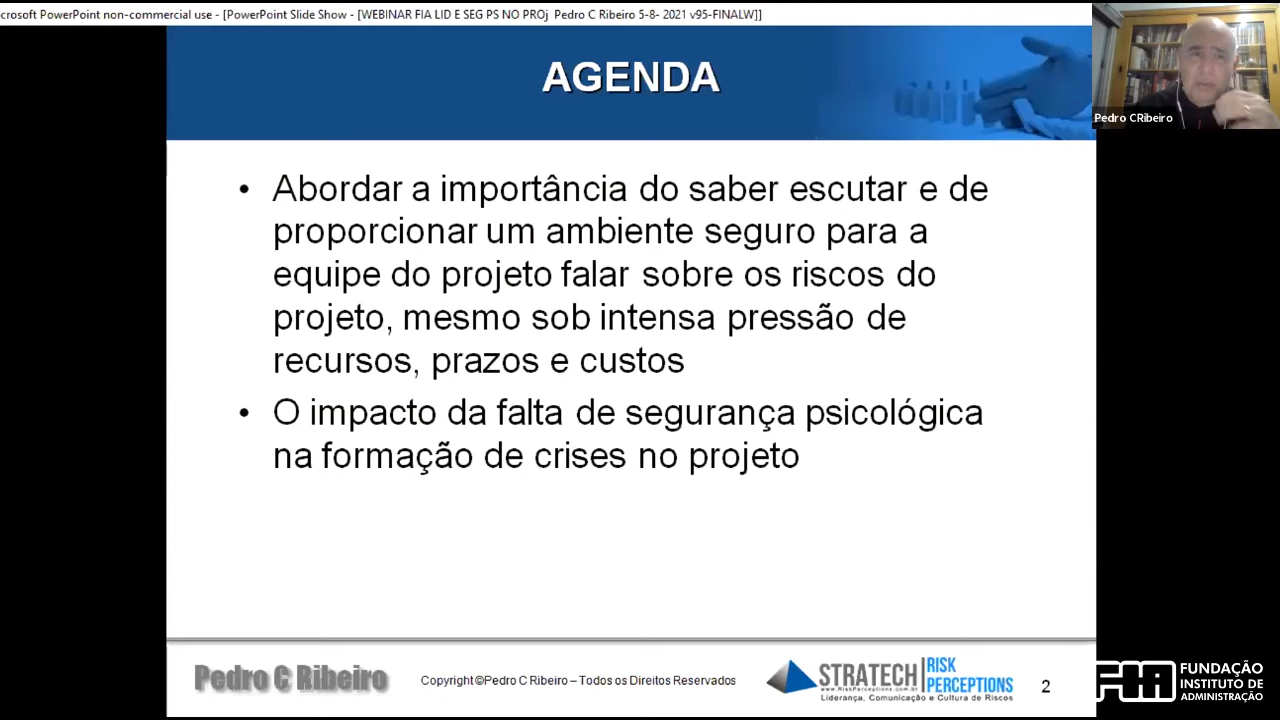 crosoft PowerPoint non-commercial use - [PowerPoint Slide Show - [WEBINAR FIA LID E SEG PS NO PROj Pedro C Ribeiro 5-8- 2021 v95-FINALW]]
AGENDA
Pedro CRibeiro
• Abordar a importância do saber escutar e de
proporcionar um ambiente seguro para a
equipe do projeto falar sobre os riscos do
projeto, mesmo sob intensa pressão de
recursos, prazos e custos
• O impacto da falta de segurança psicológica
na formação de crises no projeto
Pedro C Ribeiro
Copyright ©Pedro C Ribeiro – Todos os Direitos Reservados
STRATECH
www.RiskPerceptions.com.br
RISK
PERCEPTIONS
Liderança, Comunicação e Cultura de Riscos
2
FIA
FUNDAÇÃO
INSTITUTO DE
ADMINISTRAÇÃO